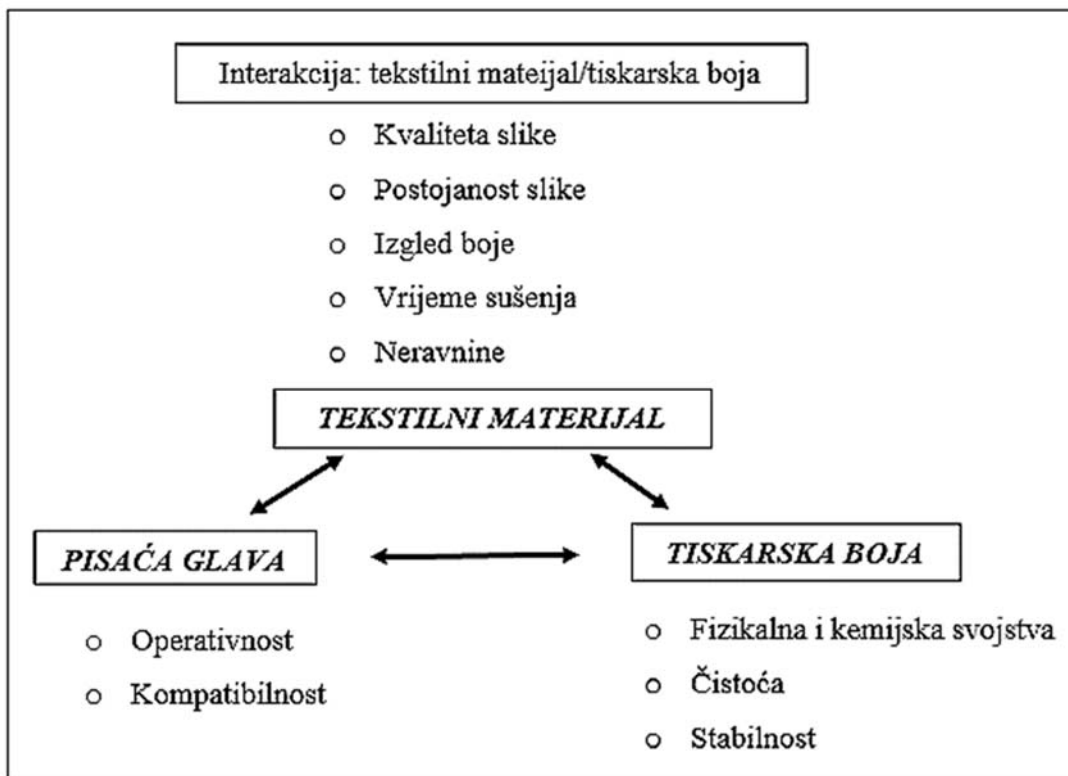 Interakcija: tekstilni mateijal/tiskarska boja
Kvaliteta slike
Postojanost slike
Izgled boje
Vrijeme sušenja
Neravnine
TEKSTILNI MATERIJAL
PISAĆA GLAVA
Operativnost
Kompatibilnost
TISKARSKA BOJA
Fizikalna i kemijska svojstva
Čistoća
Stabilnost